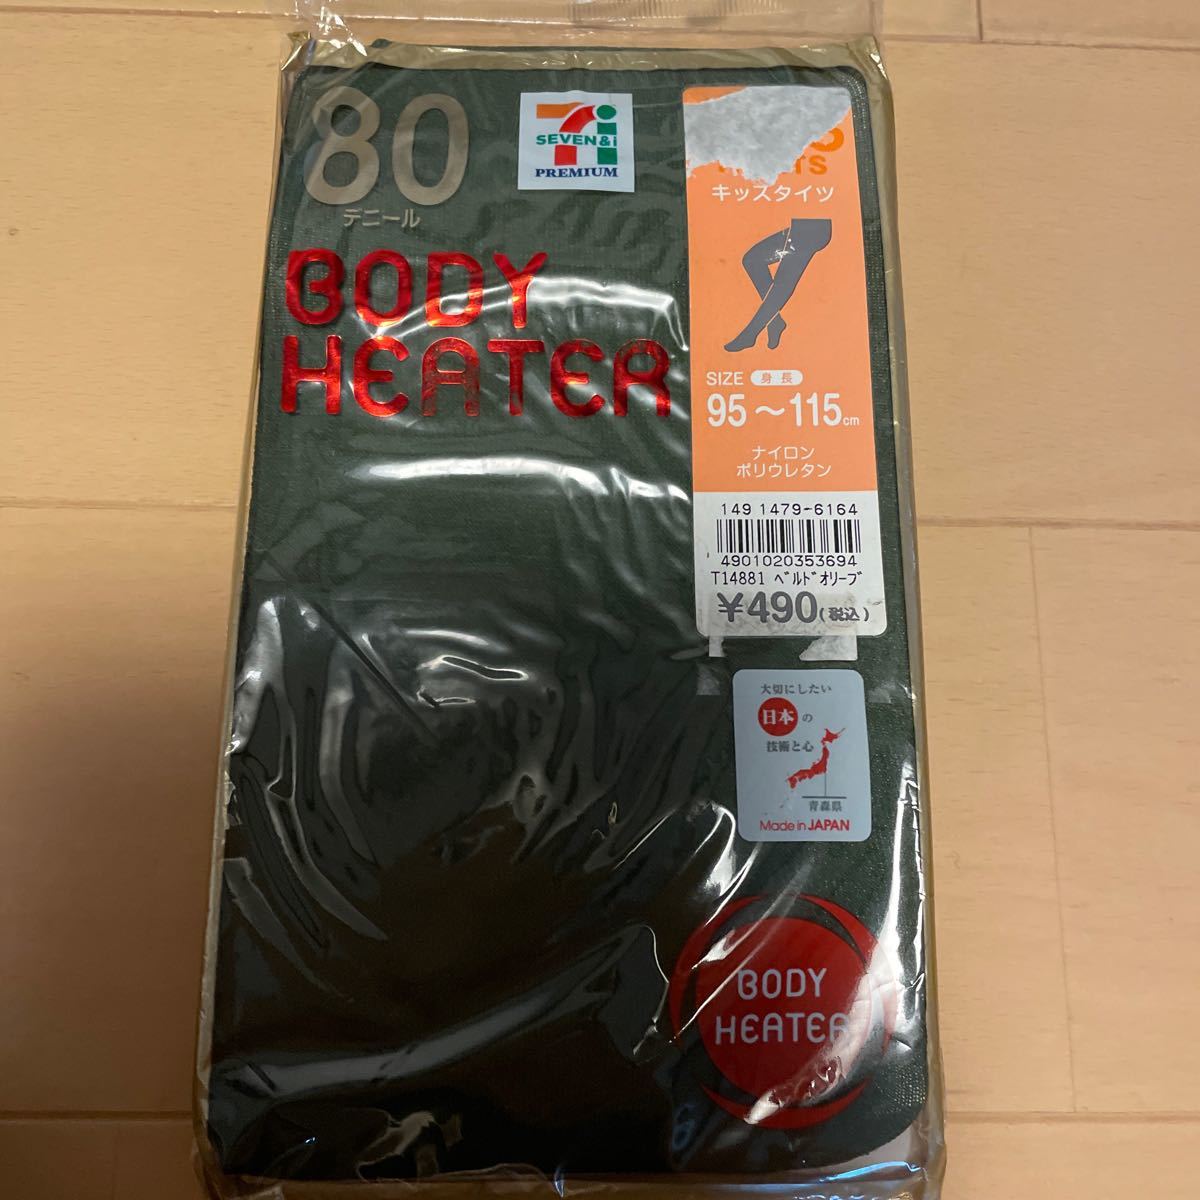 80
デニール
BODY
HEATER
SEVEN&i
PREMIUM
キッズタイツ
SIZE 身長
95～115cm
ナイロン
ポリウレタン
149 1479-6164
4901020353694
T14881 ベルドオリーブ
¥490(税込)
大切にしたい
日本の
技術と心
青森県
Made in JAPAN
BODY
HEATER